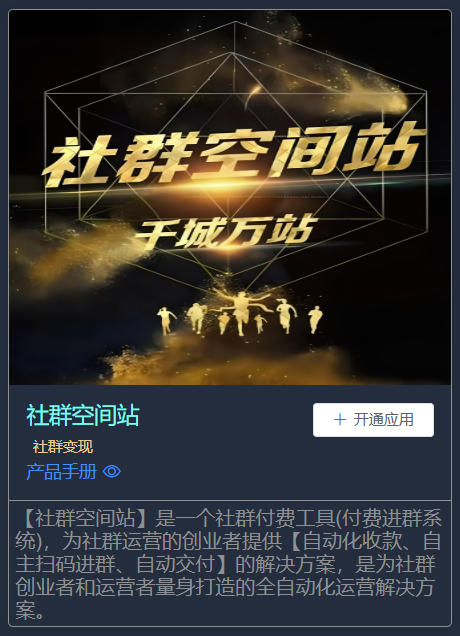 社群空间站
千城万站
社群空间站
＋ 开通应用
社群变现
产品手册
【社群空间站】是一个社群付费工具(付费进群系
统)，为社群运营的创业者提供【自动化收款、自
主扫码进群、自动交付】的解决方案，是为社群
创业者和运营者量身打造的全自动化运营解决方
案。